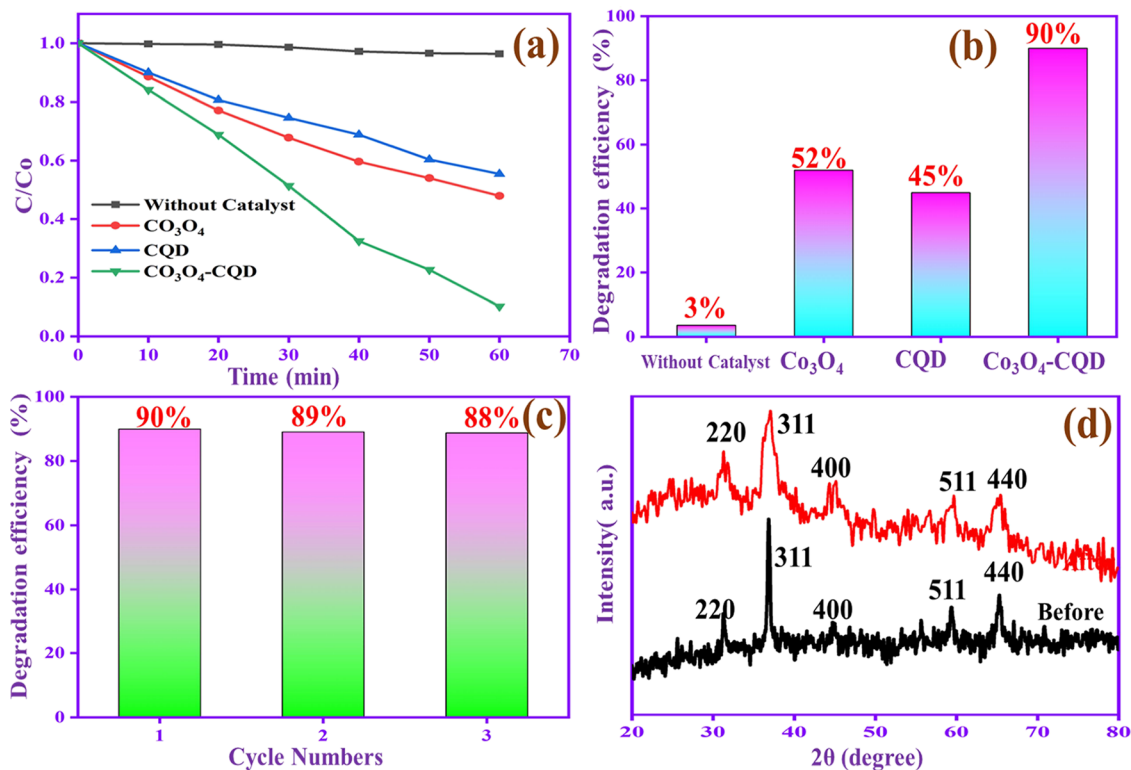 (a)
C/Co
1.0
0.8
0.6
0.4
0.2
0.0
Without Catalyst
CO₃O₄
CQD
CO₃O₄-CQD
0 10 20 30 40 50 60 70
Time (min)
(b)
Degradation efficiency (%)
100
80
60
40
20
0
3%
52%
45%
90%
Without Catalyst Co₃O₄ CQD Co₃O₄-CQD
(c)
Degradation efficiency (%)
100
80
60
40
20
0
90%
89%
88%
1 2 3
Cycle Numbers
(d)
Intensity( a.u.)
220
311
400
511
440
After
220
311
400
511
440
Before
20 30 40 50 60 70 80
2θ (degree)